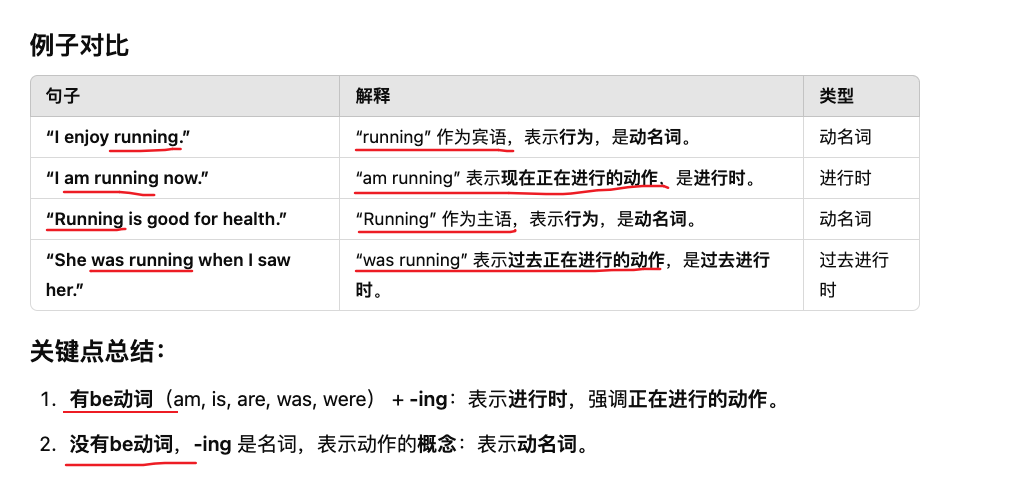 例子对比
句子 解释 类型
“I enjoy running.” “running” 作为宾语，表示行为，是动名词。 动名词
“I am running now.” “am running” 表示现在正在进行的动作，是进行时。 进行时
“Running is good for health.” “Running” 作为主语，表示行为，是动名词。 动名词
“She was running when I saw “was running” 表示过去正在进行的动作，是过去进行 过去进行
her.” 时。 时
关键点总结：
1. 有be动词（am, is, are, was, were） + -ing：表示进行时，强调正在进行的动作。
2. 没有be动词，-ing 是名词，表示动作的概念：表示动名词。